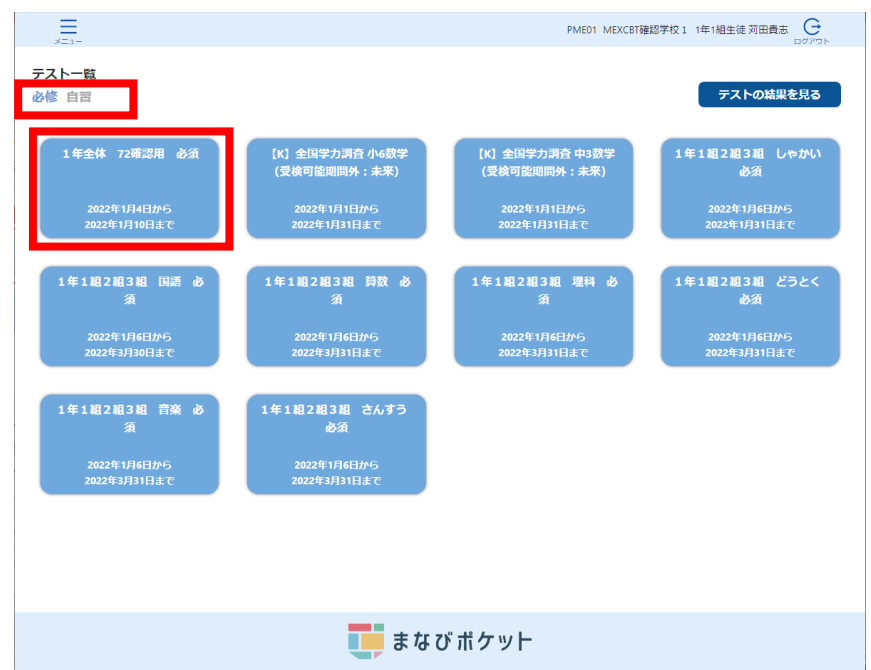 メニュー
PME01 MEXCBT確認学校１ 1年1組生徒 苅田貴志
ログアウト
テスト一覧
必修 自習
テストの結果を見る
１年全体　72確認用　必須
2022年1月4日から
2022年1月10日まで
【K】全国学力調査 小6数学
(受検可能期間外：未来)
2022年1月1日から
2022年1月31日まで
【K】全国学力調査 中3数学
(受検可能期間外：未来)
2022年1月1日から
2022年1月31日まで
１年１組２組３組　しゃかい
必須
2022年1月6日から
2022年1月31日まで
１年１組２組３組　国語　必
須
2022年1月6日から
2022年3月30日まで
１年１組２組３組　算数　必
須
2022年1月6日から
2022年3月31日まで
１年１組２組３組　理科　必
須
2022年1月6日から
2022年3月31日まで
１年１組２組３組　どうとく
必須
2022年1月6日から
2022年3月31日まで
１年１組２組３組　音楽　必
須
2022年1月6日から
2022年3月31日まで
１年１組２組３組　さんすう
必須
2022年1月6日から
2022年3月31日まで
まなびポケット